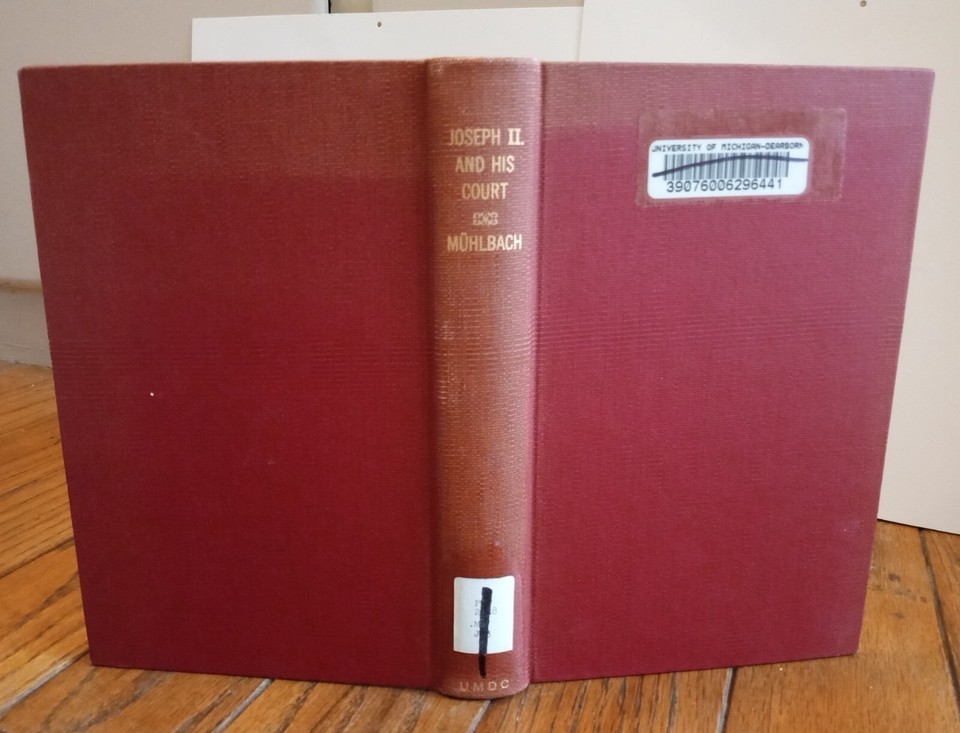 JOSEPH II.
AND HIS
COURT
MÜHLBACH
UMDC
UNIVERSITY OF MICHIGAN-DEARBORN
39076006296441